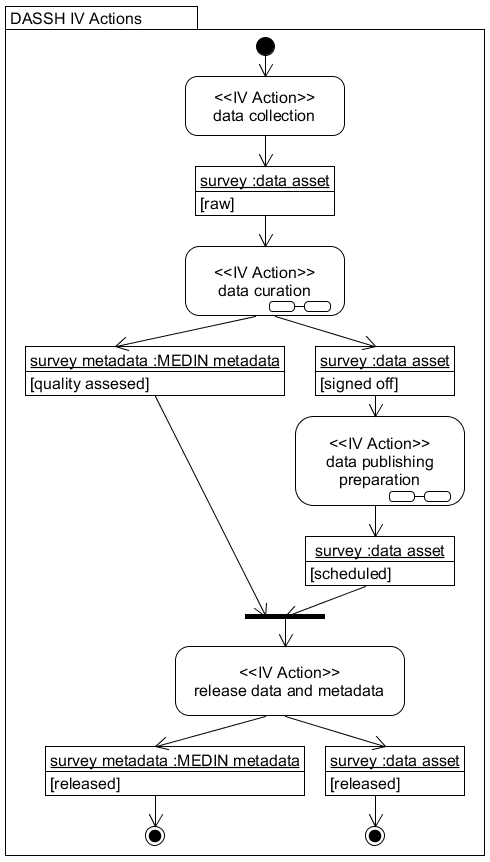 DASSH IV Actions
<<IV Action>>
data collection
survey :data asset
[raw]
<<IV Action>>
data curation
survey metadata :MEDIN metadata
[quality assesed]
survey :data asset
[signed off]
<<IV Action>>
data publishing
preparation
survey :data asset
[scheduled]
<<IV Action>>
release data and metadata
survey metadata :MEDIN metadata
[released]
survey :data asset
[released]